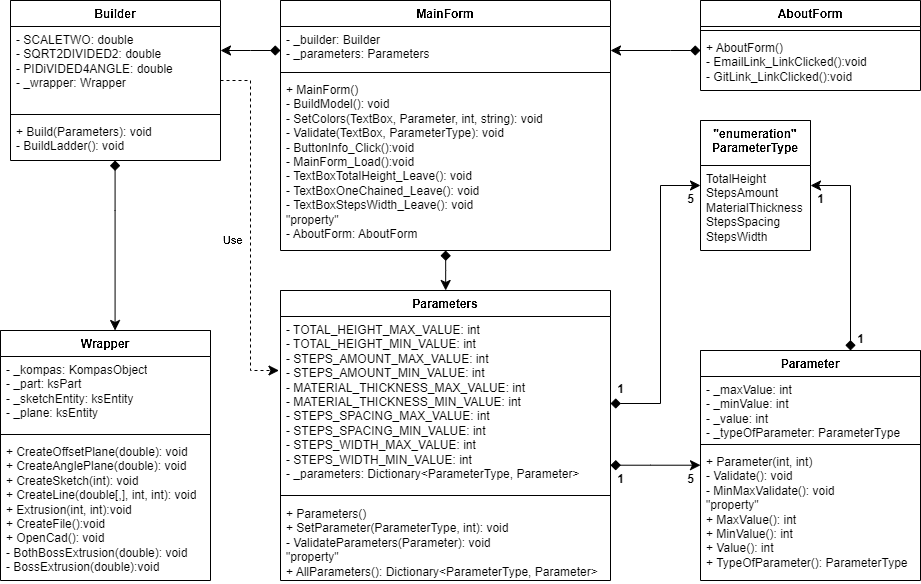 Builder
- SCALETWO: double
- SQRT2DIVIDED2: double
- PIDiVIDED4ANGLE: double
- _wrapper: Wrapper
+ Build(Parameters): void
- BuildLadder(): void
MainForm
- _builder: Builder
- _parameters: Parameters
+ MainForm()
- BuildModel(): void
- SetColors(TextBox, Parameter, int, string): void
- Validate(TextBox, ParameterType): void
- ButtonInfo_Click():void
- MainForm_Load():void
- TextBoxTotalHeight_Leave(): void
- TextBoxOneChained_Leave(): void
- TextBoxStepsWidth_Leave(): void
"property"
- AboutForm: AboutForm
AboutForm
+ AboutForm()
- EmailLink_LinkClicked():void
- GitLink_LinkClicked():void
"enumeration"
ParameterType
TotalHeight
StepsAmount
MaterialThickness
StepsSpacing
StepsWidth
5
1
Use
Wrapper
- _kompas: KompasObject
- _part: ksPart
- _sketchEntity: ksEntity
- _plane: ksEntity
+ CreateOffsetPlane(double): void
+ CreateAnglePlane(double): void
+ CreateSketch(int): void
+ CreateLine(double[,], int, int): void
+ Extrusion(int, int):void
+ CreateFile():void
+ OpenCad(): void
- BothBossExtrusion(double): void
- BossExtrusion(double):void
Parameters
- TOTAL_HEIGHT_MAX_VALUE: int
- TOTAL_HEIGHT_MIN_VALUE: int
- STEPS_AMOUNT_MAX_VALUE: int
- STEPS_AMOUNT_MIN_VALUE: int
- MATERIAL_THICKNESS_MAX_VALUE: int
- MATERIAL_THICKNESS_MIN_VALUE: int
- STEPS_SPACING_MAX_VALUE: int
- STEPS_SPACING_MIN_VALUE: int
- STEPS_WIDTH_MAX_VALUE: int
- STEPS_WIDTH_MIN_VALUE: int
- _parameters: Dictionary<ParameterType, Parameter>
+ Parameters()
+ SetParameter(ParameterType, int): void
- ValidateParameters(Parameter): void
"property"
+ AllParameters(): Dictionary<ParameterType, Parameter>
1
1
5
1
Parameter
- _maxValue: int
- _minValue: int
- _value: int
- _typeOfParameter: ParameterType
+ Parameter(int, int)
- Validate(): void
- MinMaxValidate(): void
"property"
+ MaxValue(): int
+ MinValue(): int
+ Value(): int
+ TypeOfParameter(): ParameterType